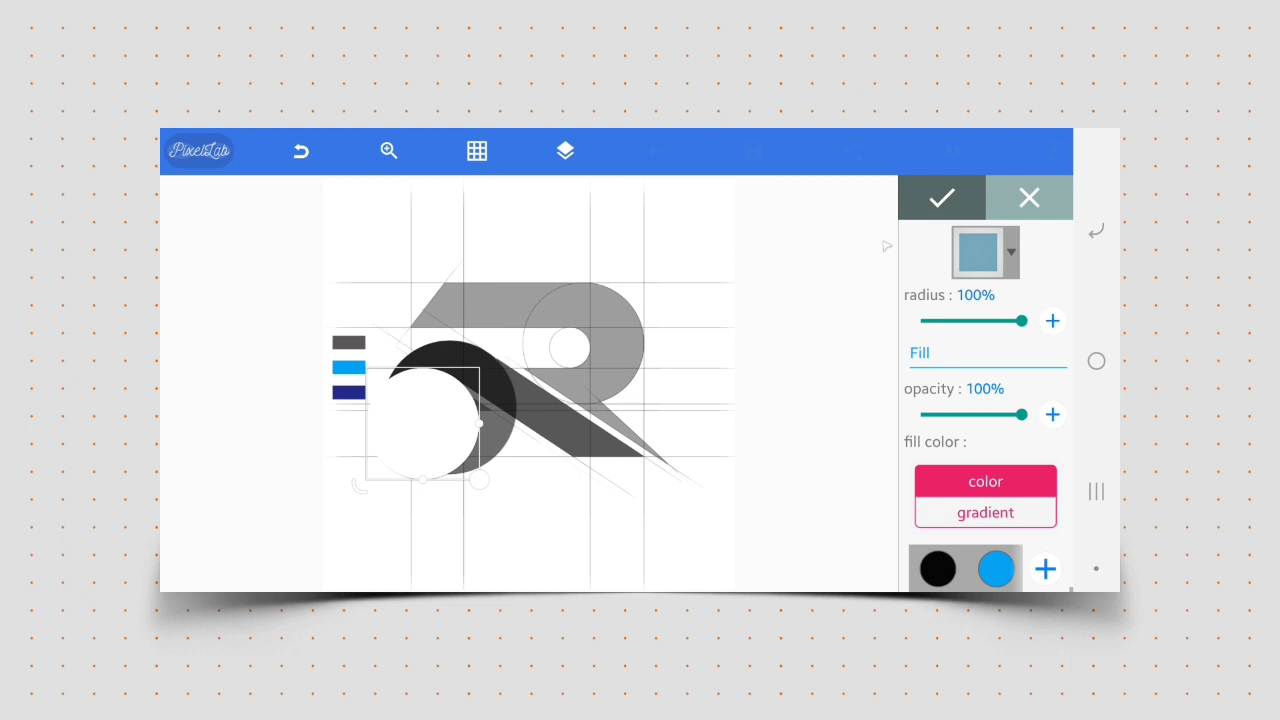 PixelLab
radius : 100%
Fill
opacity : 100%
fill color :
color
gradient